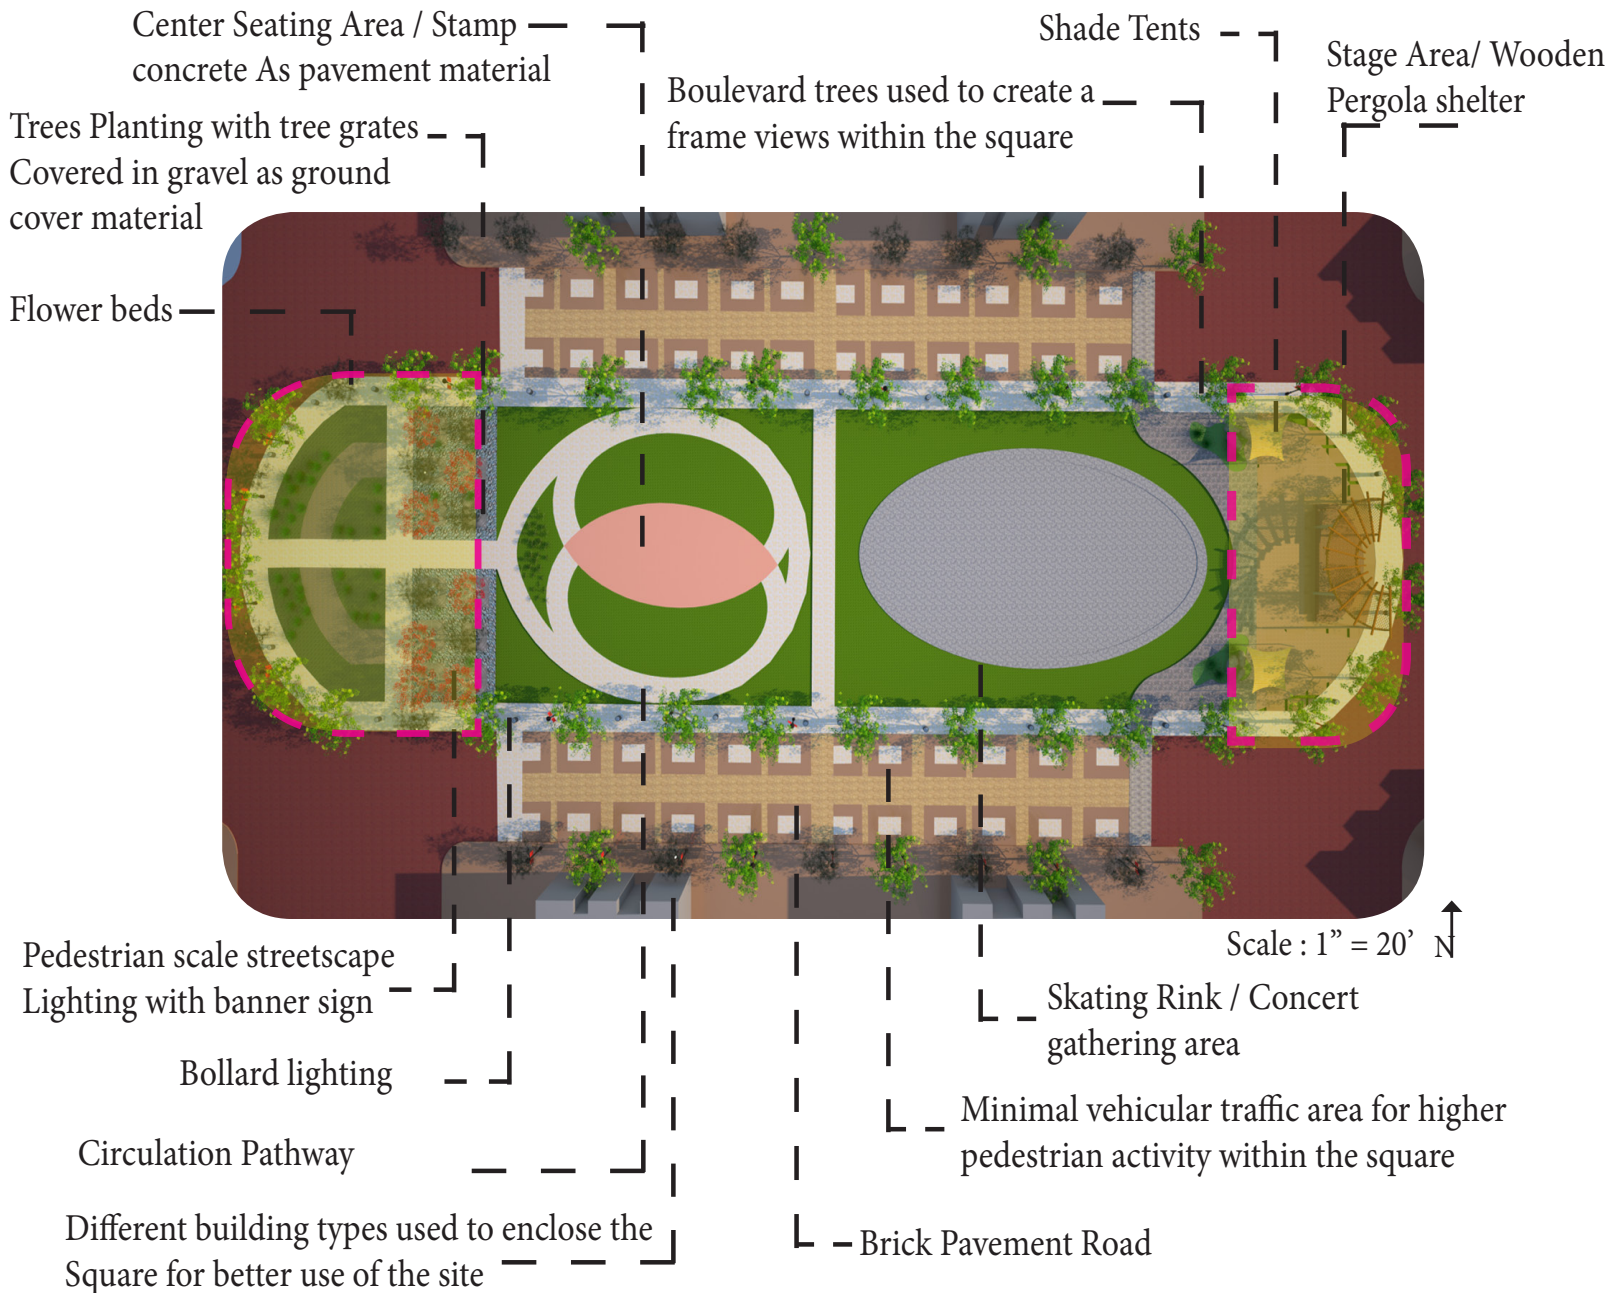 Center Seating Area / Stamp
concrete As pavement material
Shade Tents
Stage Area/ Wooden
Pergola shelter
Boulevard trees used to create a
frame views within the square
Trees Planting with tree grates
Covered in gravel as ground
cover material
Flower beds
Scale : 1” = 20’ N
Pedestrian scale streetscape
Lighting with banner sign
Skating Rink / Concert
gathering area
Bollard lighting
Minimal vehicular traffic area for higher
pedestrian activity within the square
Circulation Pathway
Different building types used to enclose the
Square for better use of the site
Brick Pavement Road